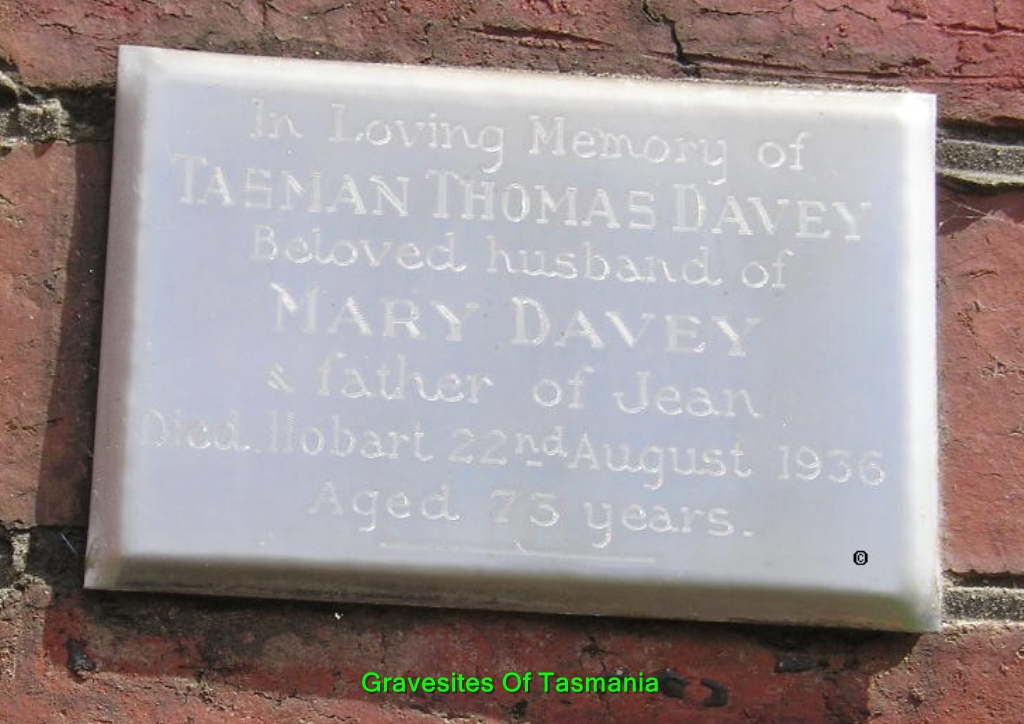 In Loving Memory of
TASMAN THOMAS DAVEY
Beloved husband of
MARY DAVEY
& father of Jean
Died. Hobart 22nd August 1936
Aged 73 years.
©
Gravesites Of Tasmania